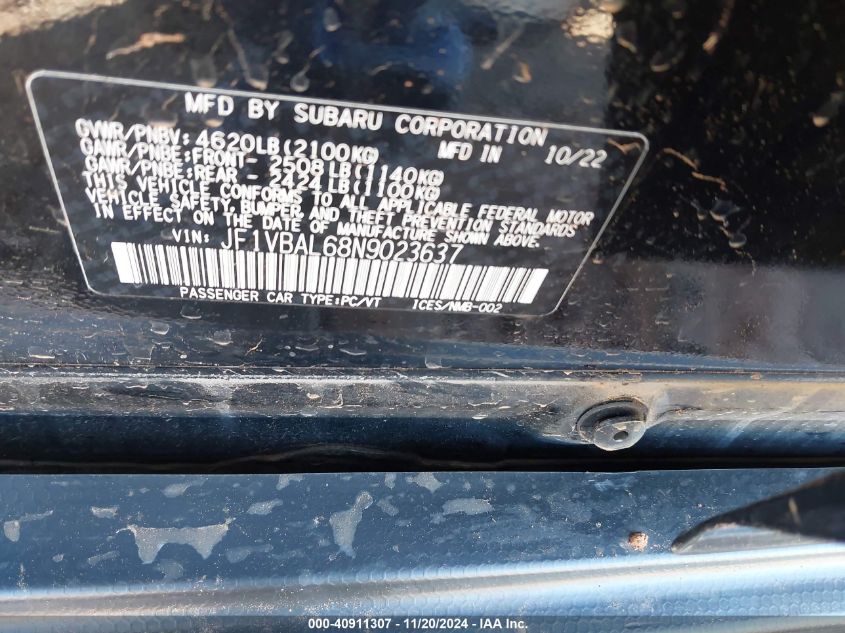 MFD BY SUBARU CORPORATION
GVWR/PNBV: 4620LB(2100KG) MFD IN 10/22
GAWR/PNBE:FRONT- 2508LB(1140KG)
GAWR/PNBE:REAR - 2424LB(1100KG)
THIS VEHICLE CONFORMS TO ALL APPLICABLE FEDERAL MOTOR
VEHICLE SAFETY, BUMPER, AND THEFT PREVENTION STANDARDS
IN EFFECT ON THE DATE OF MANUFACTURE SHOWN ABOVE.
VIN: JF1VBAL68N9023637
PASSENGER CAR TYPE:PC/VT ICES/NMB-002
000-40911307 - 11/20/2024 - IAA Inc.